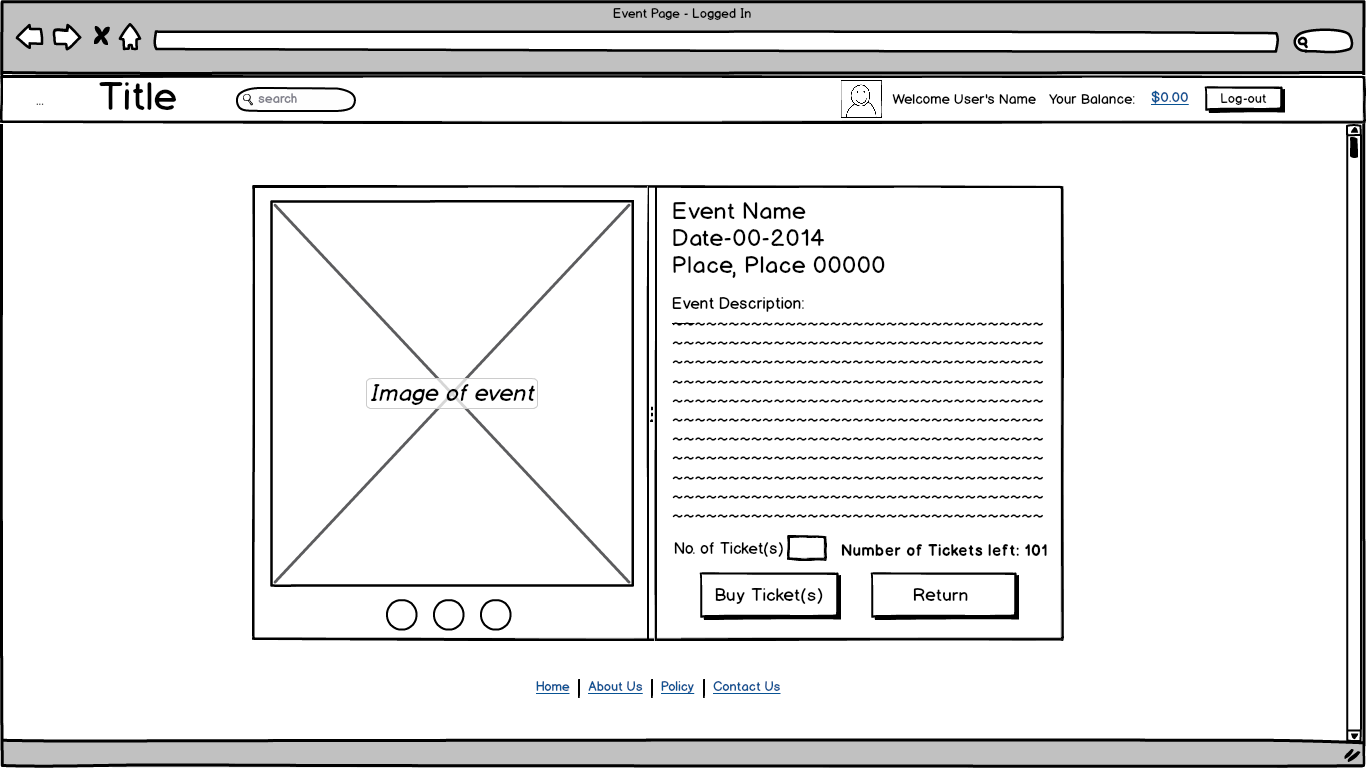 Event Page - Logged In
...
Title
search
Welcome User's Name Your Balance: $0.00 Log-out
Image of event
Event Name
Date-00-2014
Place, Place 00000
Event Description:
No. of Ticket(s) Number of Tickets left: 101
Buy Ticket(s) Return
Home About Us Policy Contact Us